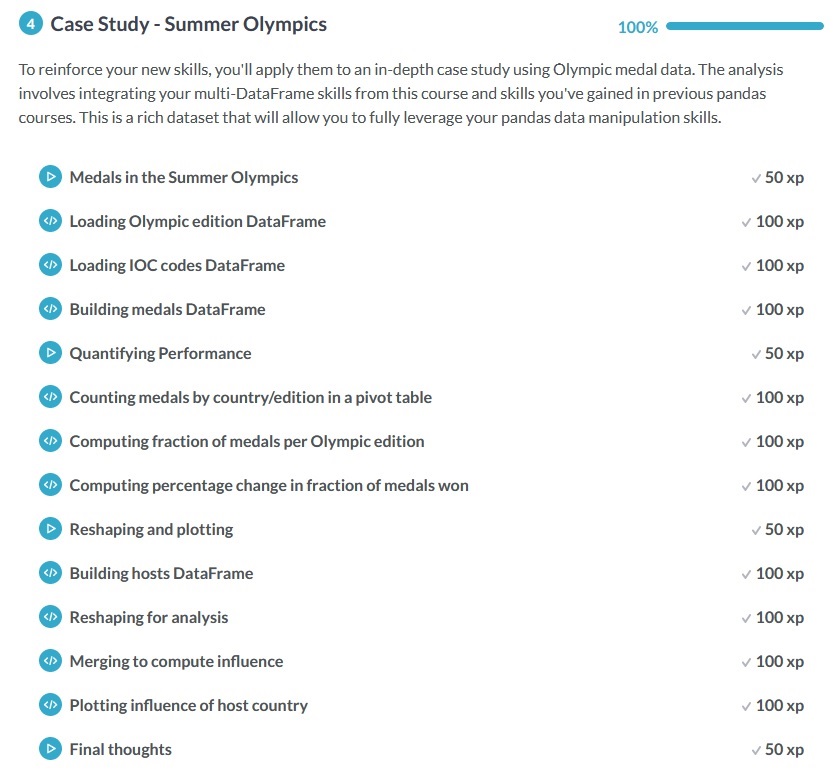 4 Case Study - Summer Olympics 100%
To reinforce your new skills, you'll apply them to an in-depth case study using Olympic medal data. The analysis
involves integrating your multi-DataFrame skills from this course and skills you've gained in previous pandas
courses. This is a rich dataset that will allow you to fully leverage your pandas data manipulation skills.
Medals in the Summer Olympics 50 xp
Loading Olympic edition DataFrame 100 xp
Loading IOC codes DataFrame 100 xp
Building medals DataFrame 100 xp
Quantifying Performance 50 xp
Counting medals by country/edition in a pivot table 100 xp
Computing fraction of medals per Olympic edition 100 xp
Computing percentage change in fraction of medals won 100 xp
Reshaping and plotting 50 xp
Building hosts DataFrame 100 xp
Reshaping for analysis 100 xp
Merging to compute influence 100 xp
Plotting influence of host country 100 xp
Final thoughts 50 xp